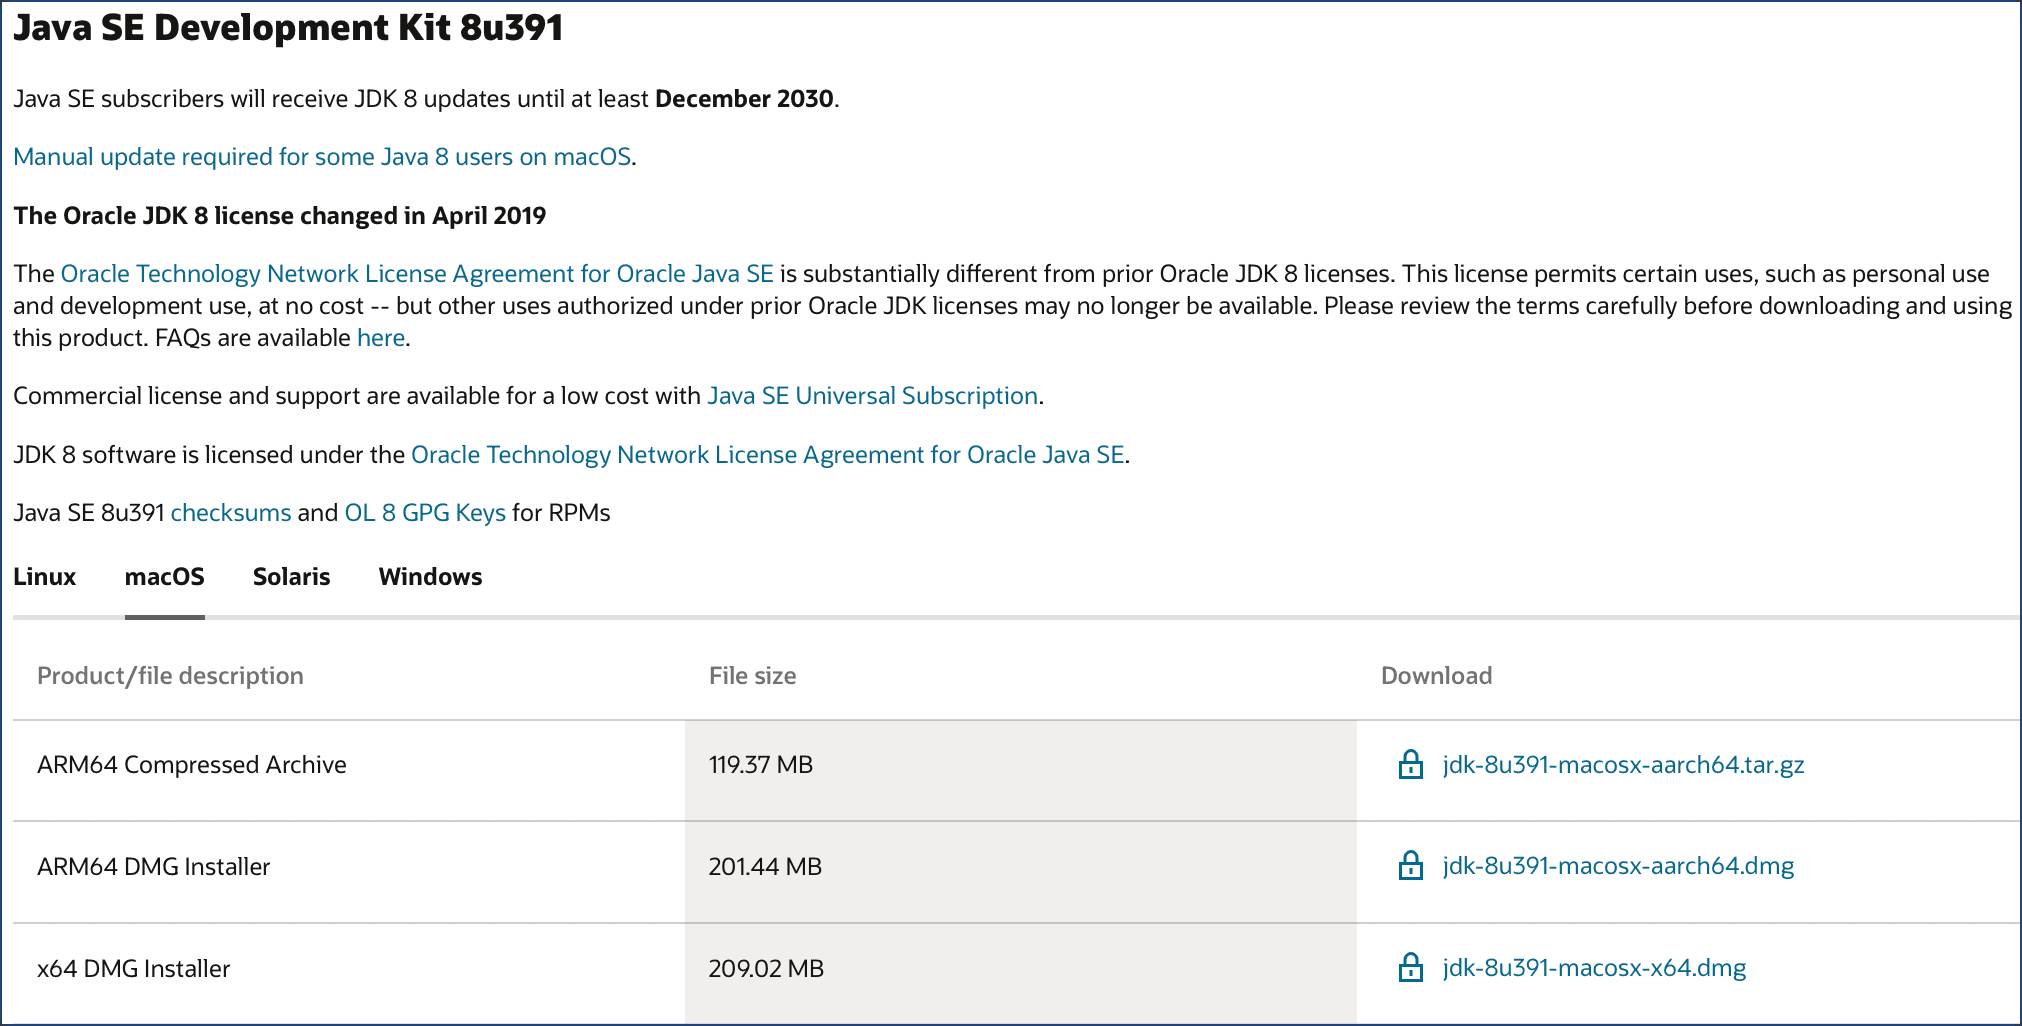 Java SE Development Kit 8u391
Java SE subscribers will receive JDK 8 updates until at least December 2030.
Manual update required for some Java 8 users on macOS.
The Oracle JDK 8 license changed in April 2019
The Oracle Technology Network License Agreement for Oracle Java SE is substantially different from prior Oracle JDK 8 licenses. This license permits certain uses, such as personal use
and development use, at no cost -- but other uses authorized under prior Oracle JDK licenses may no longer be available. Please review the terms carefully before downloading and using
this product. FAQs are available here.
Commercial license and support are available for a low cost with Java SE Universal Subscription.
JDK 8 software is licensed under the Oracle Technology Network License Agreement for Oracle Java SE.
Java SE 8u391 checksums and OL 8 GPG Keys for RPMs
Linux macOS Solaris Windows
Product/file description File size Download
ARM64 Compressed Archive 119.37 MB jdk-8u391-macosx-aarch64.tar.gz
ARM64 DMG Installer 201.44 MB jdk-8u391-macosx-aarch64.dmg
x64 DMG Installer 209.02 MB jdk-8u391-macosx-x64.dmg